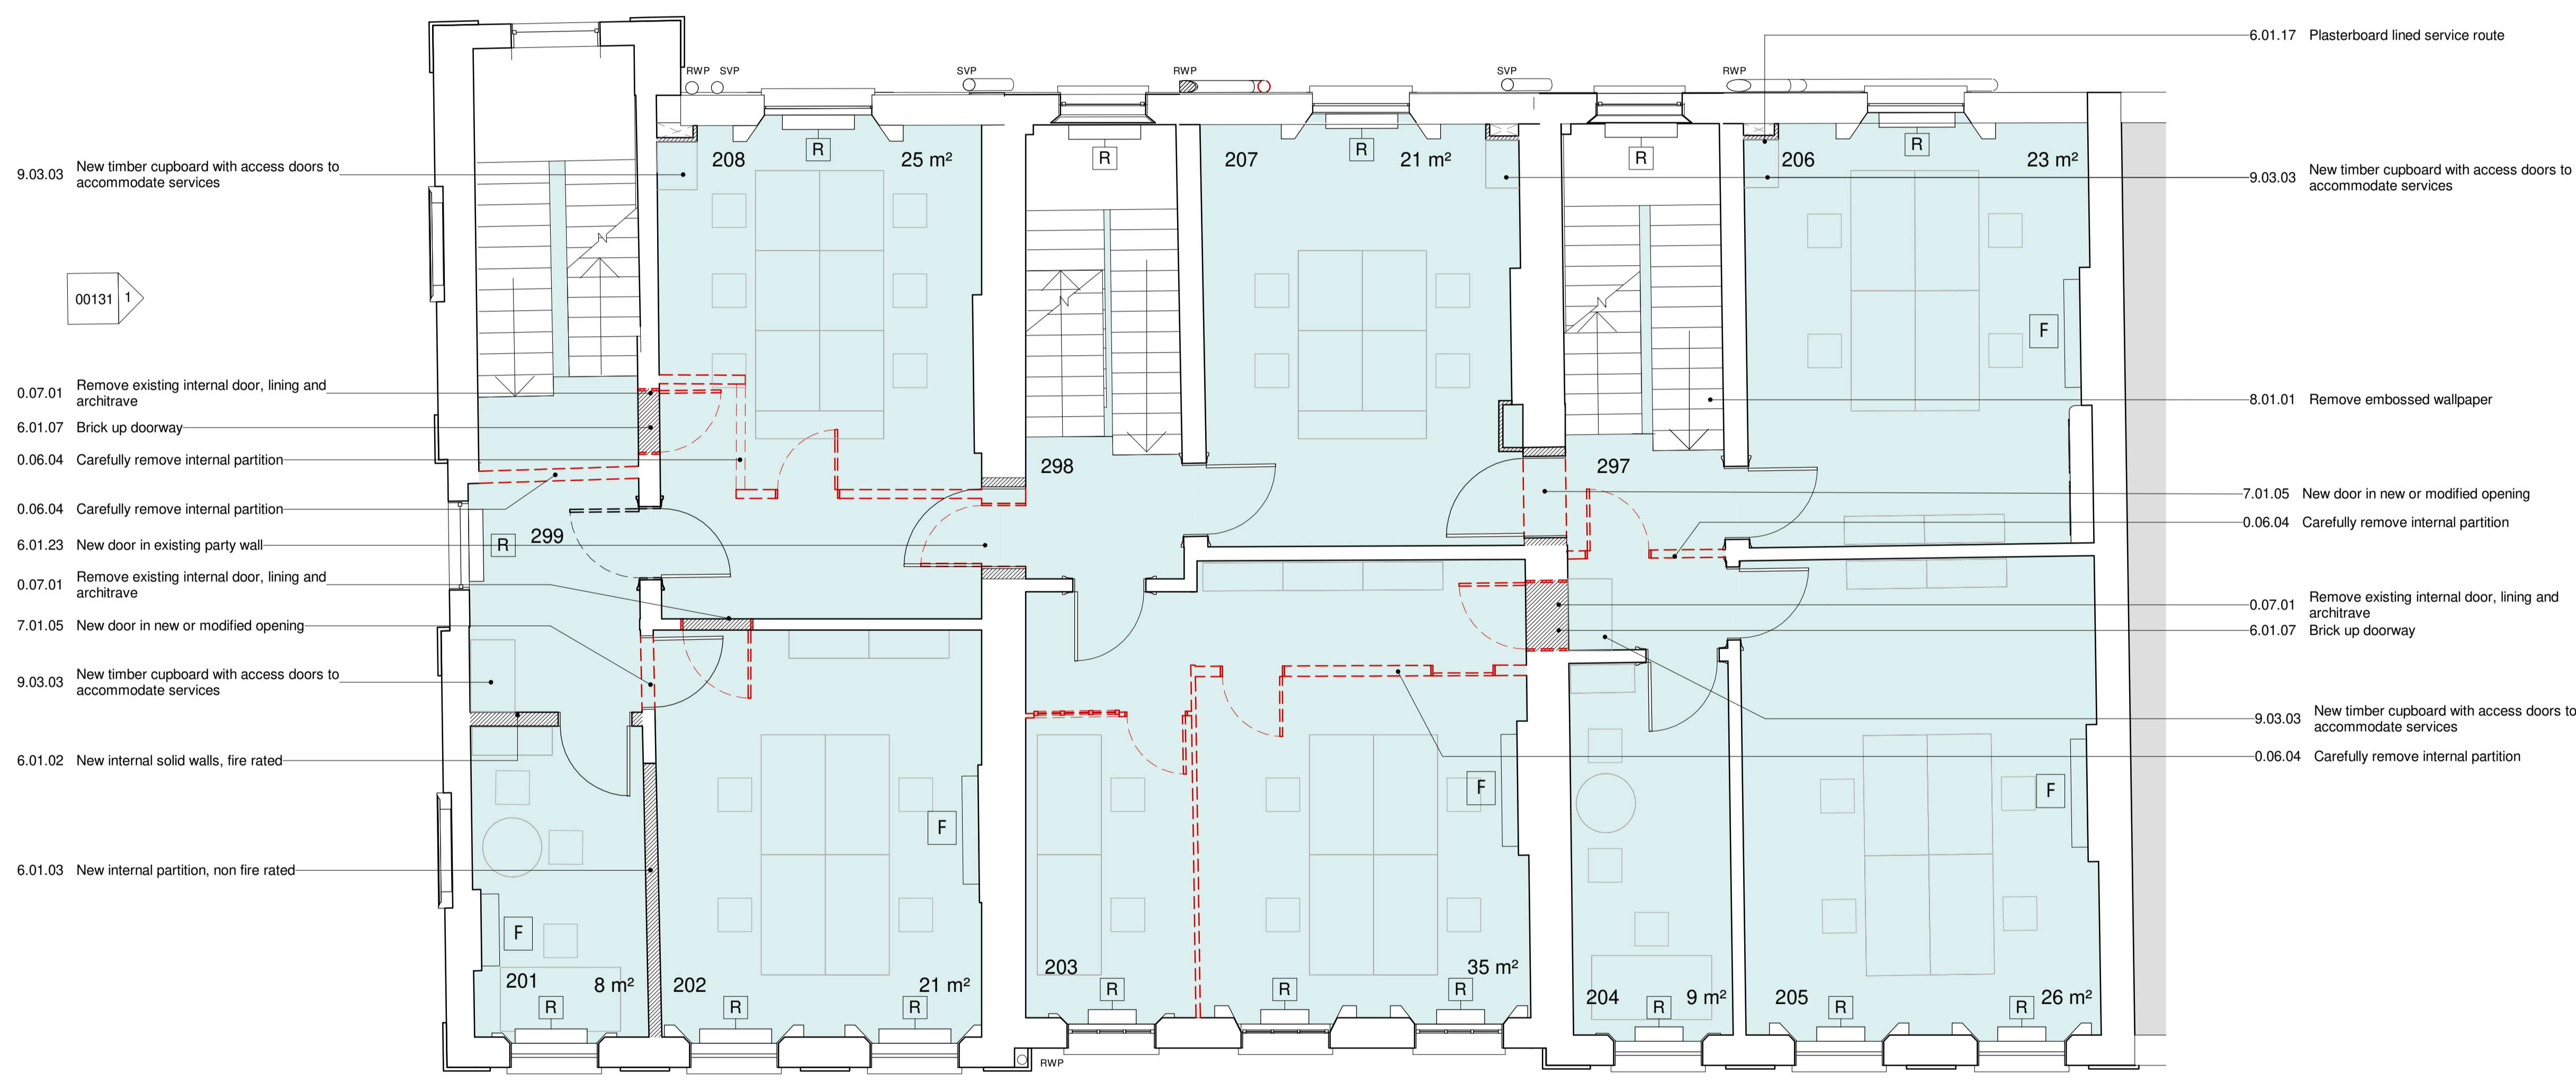 6.01.17 Plasterboard lined service route
RWP SVP
SVP
RWP
SVP
RWP
9.03.03 New timber cupboard with access doors to
accommodate services
208
R
25 m²
R
207
R
21 m²
R
206
R
23 m²
9.03.03 New timber cupboard with access doors to
accommodate services
N
00131 1
N
N
F
0.07.01 Remove existing internal door, lining and
architrave
6.01.07 Brick up doorway
0.06.04 Carefully remove internal partition
0.06.04 Carefully remove internal partition
6.01.23 New door in existing party wall
0.07.01 Remove existing internal door, lining and
architrave
7.01.05 New door in new or modified opening
9.03.03 New timber cupboard with access doors to
accommodate services
6.01.02 New internal solid walls, fire rated
6.01.03 New internal partition, non fire rated
R
299
298
297
8.01.01 Remove embossed wallpaper
7.01.05 New door in new or modified opening
0.06.04 Carefully remove internal partition
0.07.01 Remove existing internal door, lining and
architrave
6.01.07 Brick up doorway
9.03.03 New timber cupboard with access doors to
accommodate services
0.06.04 Carefully remove internal partition
F
F
F
F
201
R
8 m²
202
R
R
21 m²
203
R
R
R
35 m²
204
R
9 m²
205
R
R
26 m²
RWP